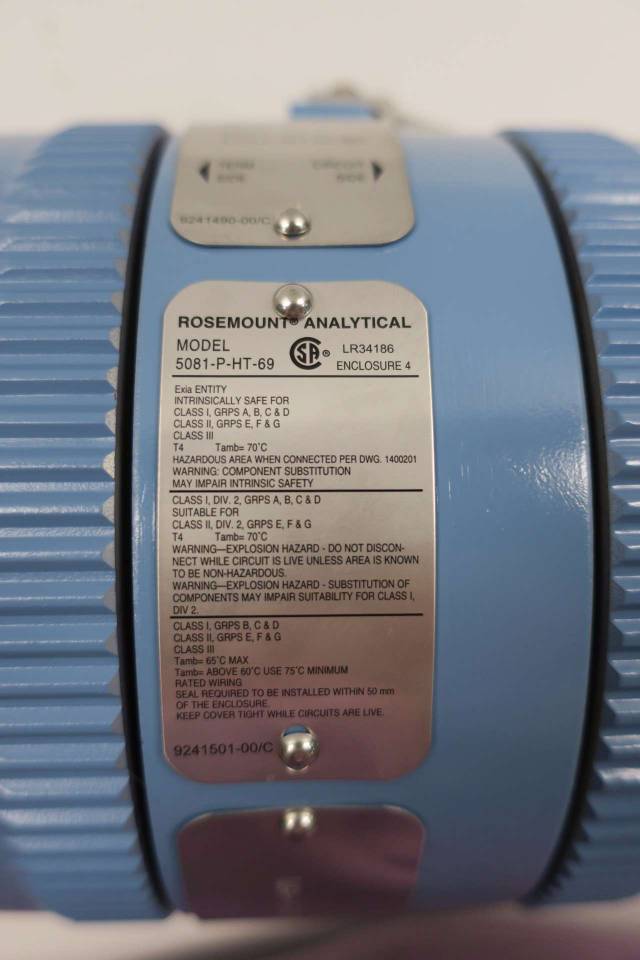 TERM CIRCUIT
SIDE SIDE
9241490-00/C
ROSEMOUNT® ANALYTICAL
MODEL
5081-P-HT-69
SA ® LR34186
ENCLOSURE 4
Exia ENTITY
INTRINSICALLY SAFE FOR
CLASS I, GRPS A, B, C & D
CLASS II, GRPS E, F & G
CLASS III
T4 Tamb= 70°C
HAZARDOUS AREA WHEN CONNECTED PER DWG. 1400201
WARNING: COMPONENT SUBSTITUTION
MAY IMPAIR INTRINSIC SAFETY
CLASS I, DIV. 2, GRPS A, B, C & D
SUITABLE FOR
CLASS II, DIV. 2, GRPS E, F & G
T4 Tamb= 70°C
WARNING—EXPLOSION HAZARD - DO NOT DISCON-
NECT WHILE CIRCUIT IS LIVE UNLESS AREA IS KNOWN
TO BE NON-HAZARDOUS.
WARNING—EXPLOSION HAZARD - SUBSTITUTION OF
COMPONENTS MAY IMPAIR SUITABILITY FOR CLASS I,
DIV 2.
CLASS I, GRPS B, C & D
CLASS II, GRPS E, F & G
CLASS III
Tamb= 65°C MAX
Tamb= ABOVE 60°C USE 75°C MINIMUM
RATED WIRING
SEAL REQUIRED TO BE INSTALLED WITHIN 50 mm
OF THE ENCLOSURE.
KEEP COVER TIGHT WHILE CIRCUITS ARE LIVE.
9241501-00/C